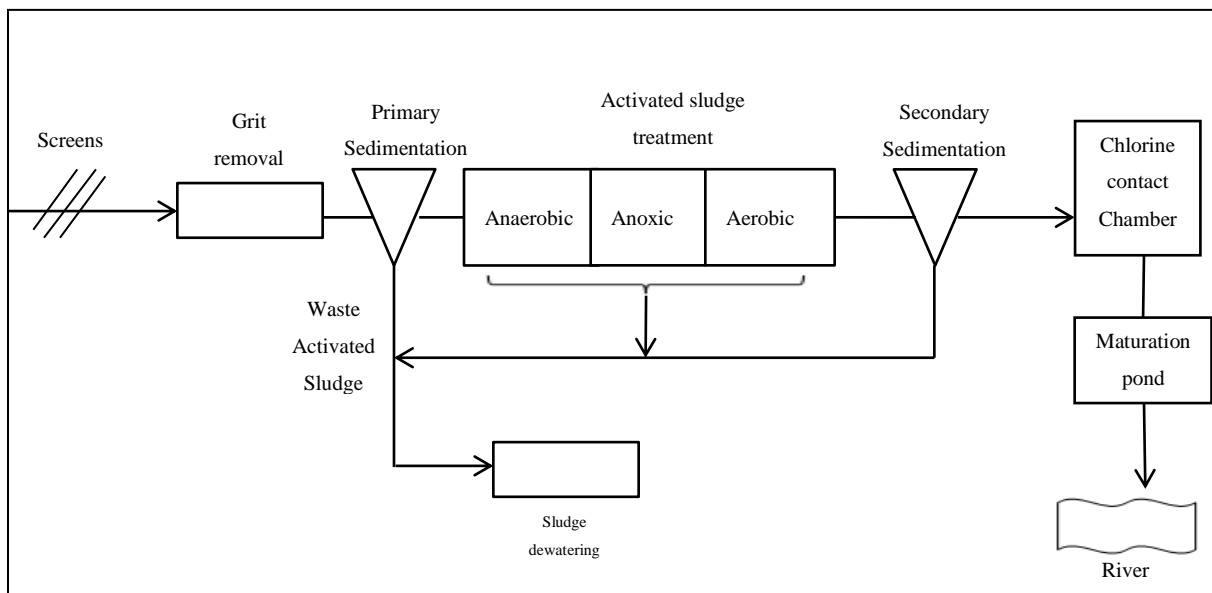 Screens
Grit
removal
Primary
Sedimentation
Activated sludge
treatment
Anaerobic
Anoxic
Aerobic
Secondary
Sedimentation
Chlorine
contact
Chamber
Waste
Activated
Sludge
Maturation
pond
Sludge
dewatering
River